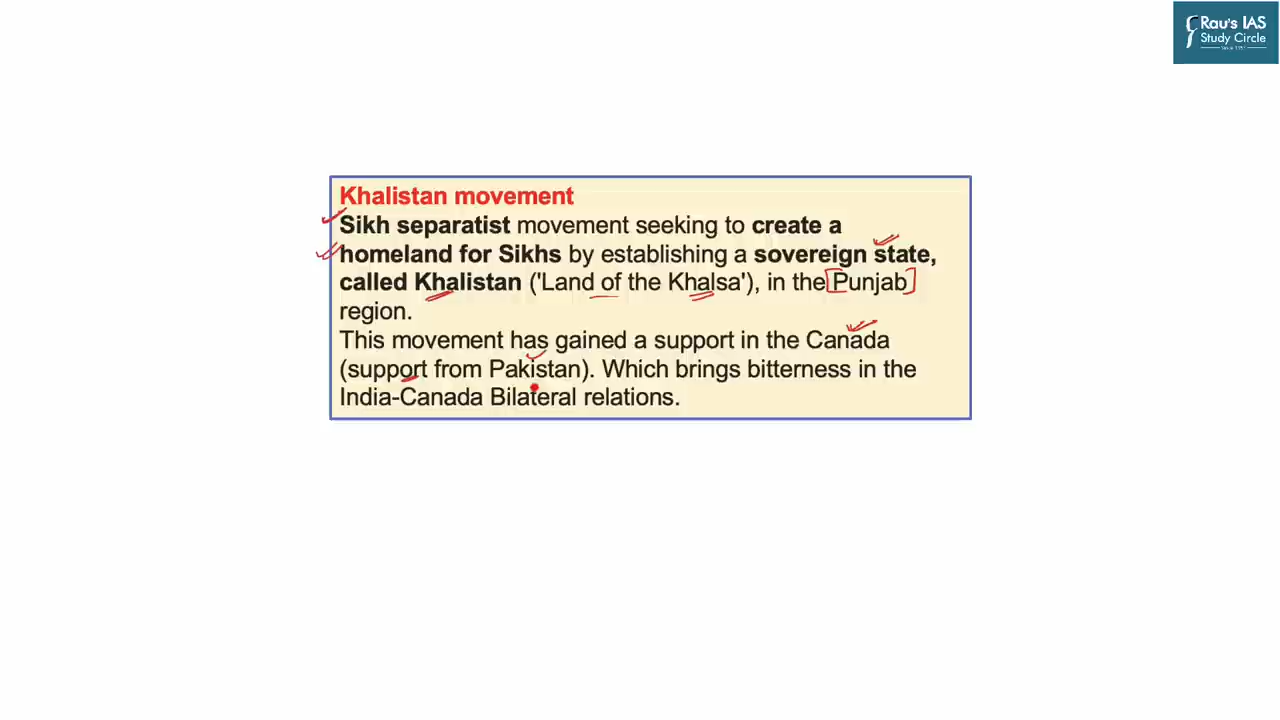 Rau's IAS
Study Circle
Khalistan movement
Sikh separatist movement seeking to create a
homeland for Sikhs by establishing a sovereign state,
called Khalistan ('Land of the Khalsa'), in the Punjab
region.
This movement has gained a support in the Canada
(support from Pakistan). Which brings bitterness in the
India-Canada Bilateral relations.